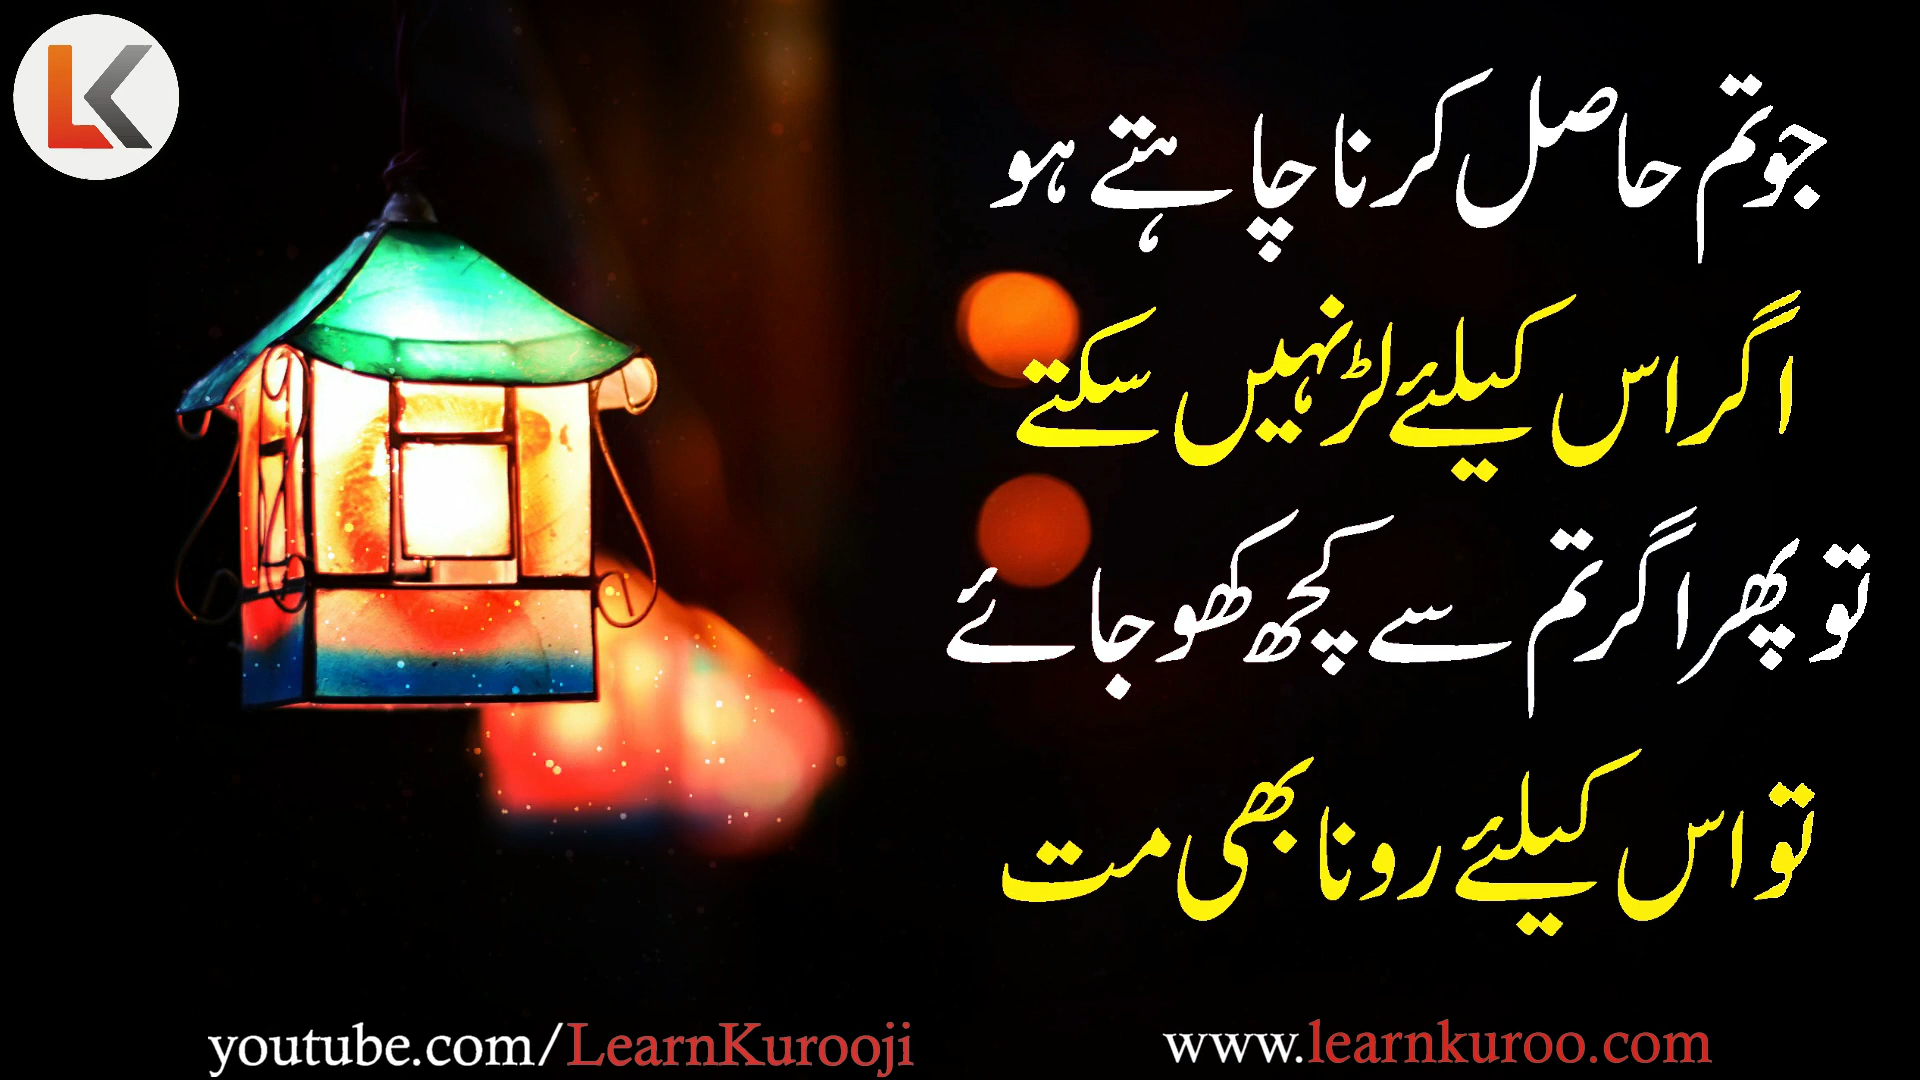 LK
جو تم حاصل کرنا چاہتے ہو
اگر اس کیلئے لڑ نہیں سکتے
تو پھر اگر تم سے کچھ کھو جائے
تو اس کیلئے رونا بھی مت
youtube.com/LearnKurooji
www.learnkuroo.com